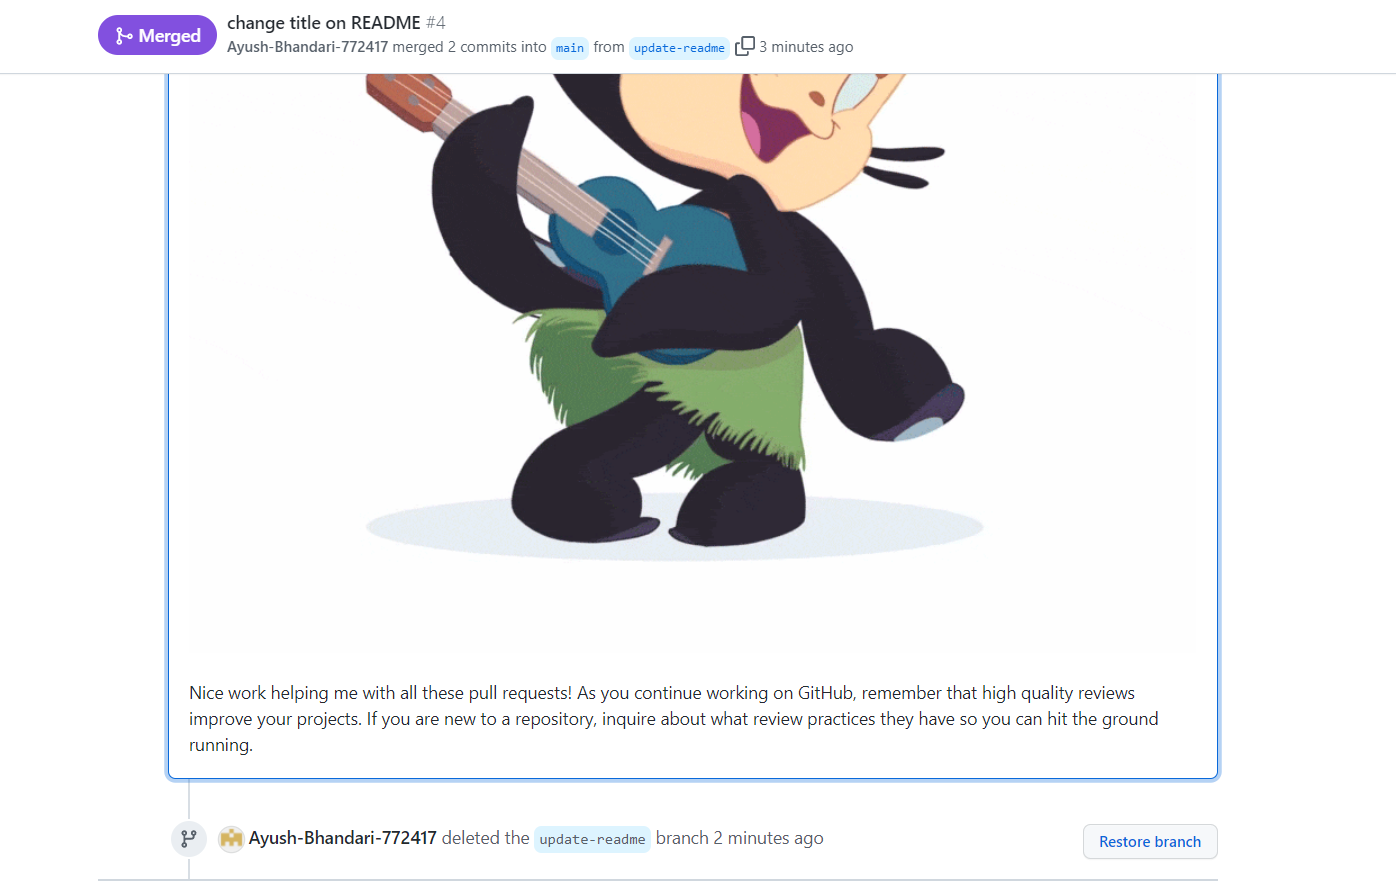 Merged
change title on README #4
Ayush-Bhandari-772417 merged 2 commits into main from update-readme 3 minutes ago
Nice work helping me with all these pull requests! As you continue working on GitHub, remember that high quality reviews
improve your projects. If you are new to a repository, inquire about what review practices they have so you can hit the ground
running.
Ayush-Bhandari-772417 deleted the update-readme branch 2 minutes ago
Restore branch